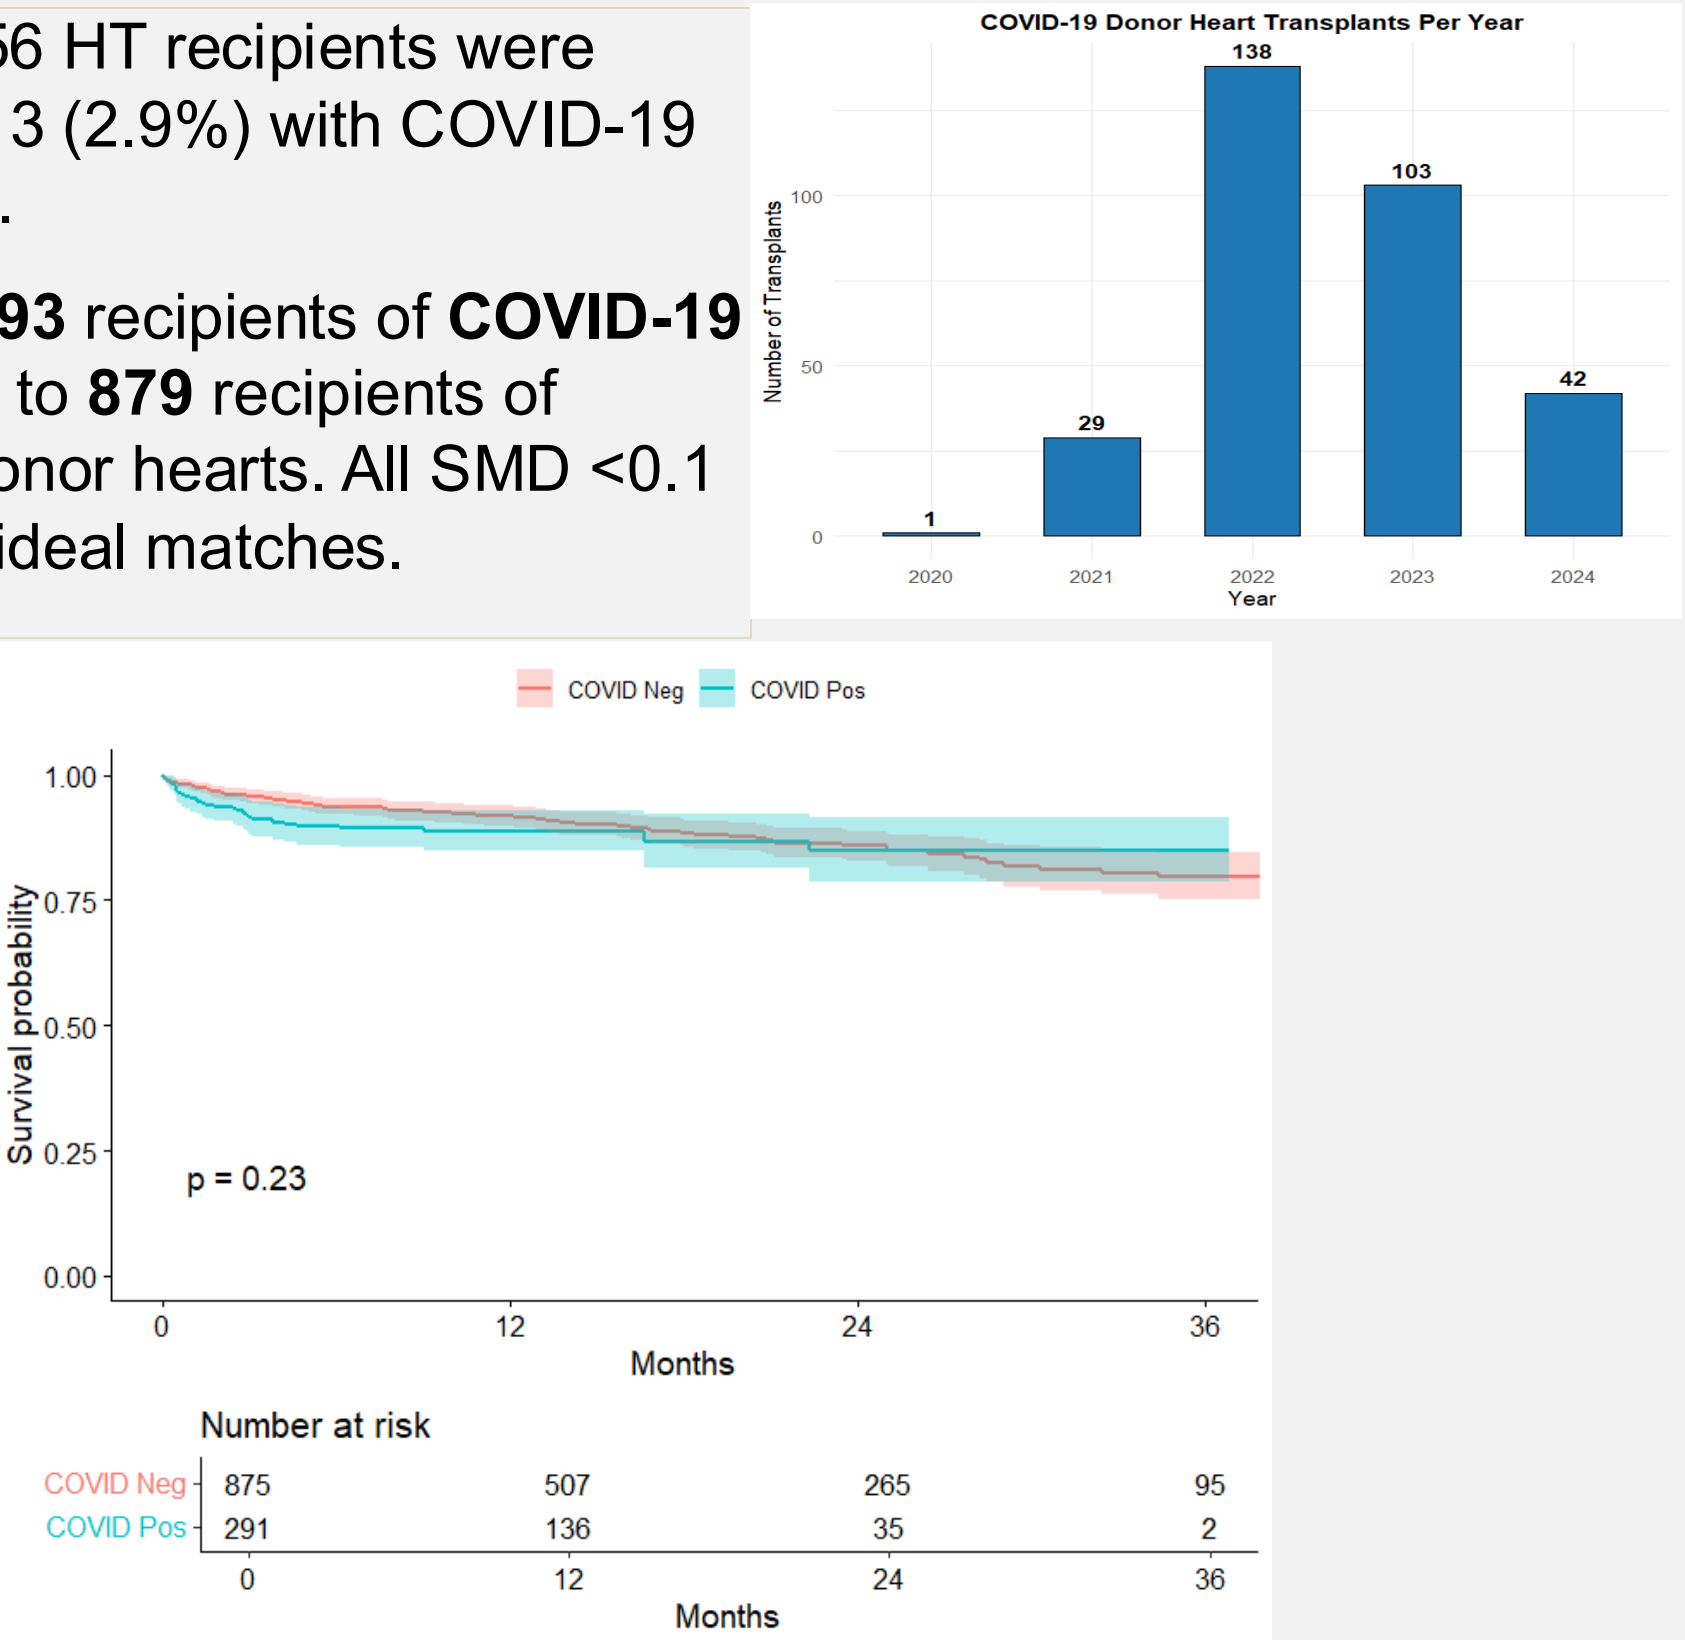 56 HT recipients were
3 (2.9%) with COVID-19
.
93 recipients of COVID-19
to 879 recipients of
onor hearts. All SMD <0.1
ideal matches.
COVID-19 Donor Heart Transplants Per Year
138
103
100
Number of Transplants
50
42
29
1
0
2020 2021 2022 2023 2024
Year
COVID Neg COVID Pos
1.00
0.75
Survival probability
0.50
0.25
p = 0.23
0.00
0 12 24 36
Months
Number at risk
COVID Neg 875 507 265 95
COVID Pos 291 136 35 2
0 12 24 36
Months